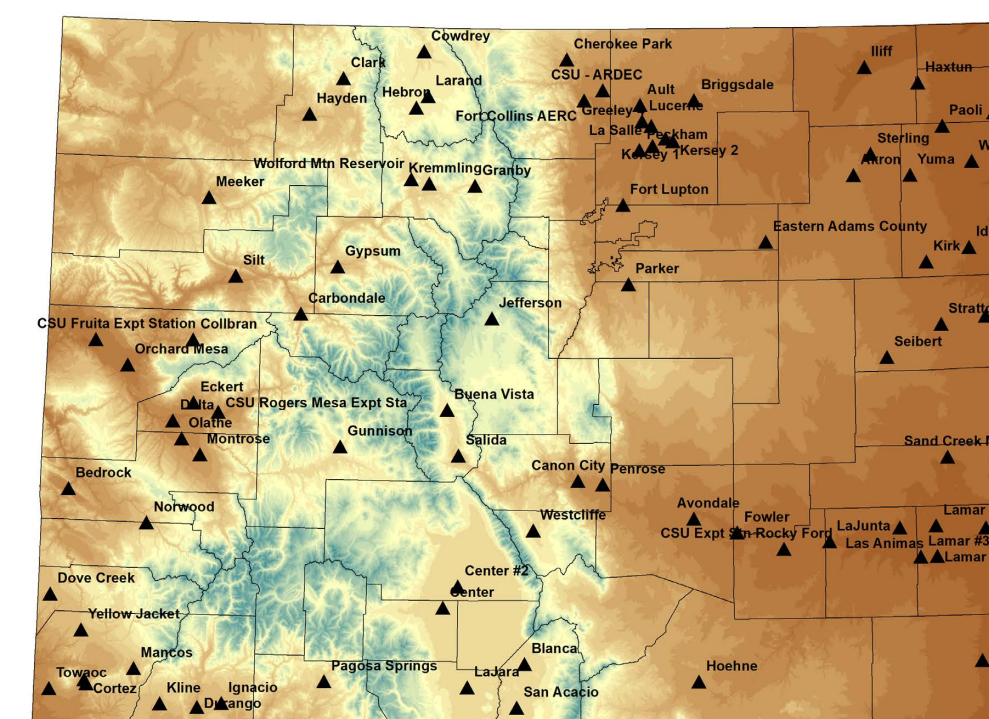 Cowdrey
Cherokee Park
Iliff
Clark
Haxtun
CSU - ARDEC
Larand
Briggsdale
Hebron
Ault
Hayden
Greeley
Lucerne
Paoli
Fort Collins AERC
La Salle
Peckham
Sterling
Kersey 1
Kersey 2
Akron
Yuma
W
Wolford Mtn Reservoir
Kremmling
Granby
Meeker
Fort Lupton
Eastern Adams County
Id
Kirk
Gypsum
Silt
Parker
Carbondale
Jefferson
Stratto
CSU Fruita Expt Station
Collbran
Orchard Mesa
Seibert
Eckert
Buena Vista
Delta
CSU Rogers Mesa Expt Sta
Olathe
Gunnison
Montrose
Salida
Sand Creek
Canon City
Penrose
Bedrock
Avondale
Norwood
Westcliffe
Fowler
LaJunta
Lamar
CSU Expt Stn Rocky Ford
Las Animas
Lamar #3
Lamar
Center #2
Dove Creek
Center
Yellow Jacket
Blanca
Mancos
Pagosa Springs
Hoehne
Towaoc
LaJara
Cortez
Kline
Ignacio
San Acacio
Durango